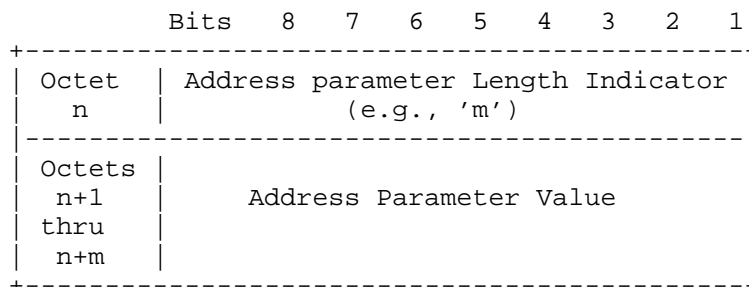 Bits 8 7 6 5 4 3 2 1
+---------------------------------------------
| Octet | Address parameter Length Indicator
| n | (e.g., 'm')
|---------------------------------------------
| Octets |
| n+1 | Address Parameter Value
| thru |
| n+m |
+---------------------------------------------